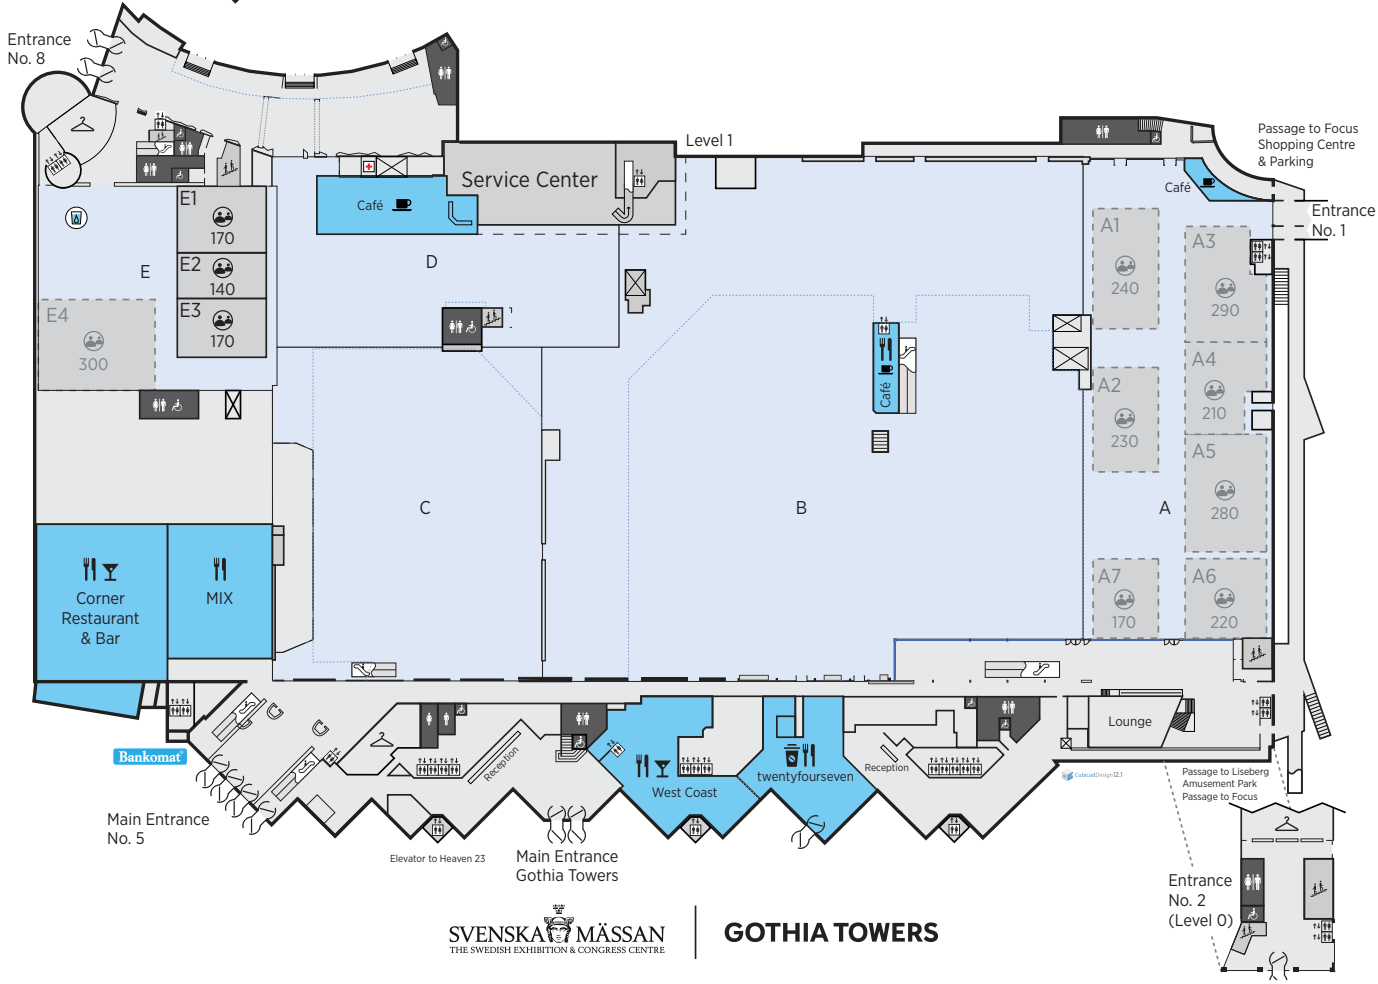 Entrance
No. 8
Level 1
Passage to Focus
Shopping Centre
& Parking
Service Center
Café
Café
Entrance
No. 1
E1
170
E2
140
E3
170
E
E4
300
D
A1
240
A3
290
A2
230
A4
210
A5
280
A7
170
A6
220
Café
C
B
A
Corner
Restaurant
& Bar
MIX
Bankomat
Reception
West Coast
twentyfourseven
Reception
Lounge
CubicadDesign 12.1
Passage to Liseberg
Amusement Park
Passage to Focus
Main Entrance
No. 5
Elevator to Heaven 23
Main Entrance
Gothia Towers
Entrance
No. 2
(Level 0)
SVENSKA MÄSSAN
THE SWEDISH EXHIBITION & CONGRESS CENTRE
GOTHIA TOWERS